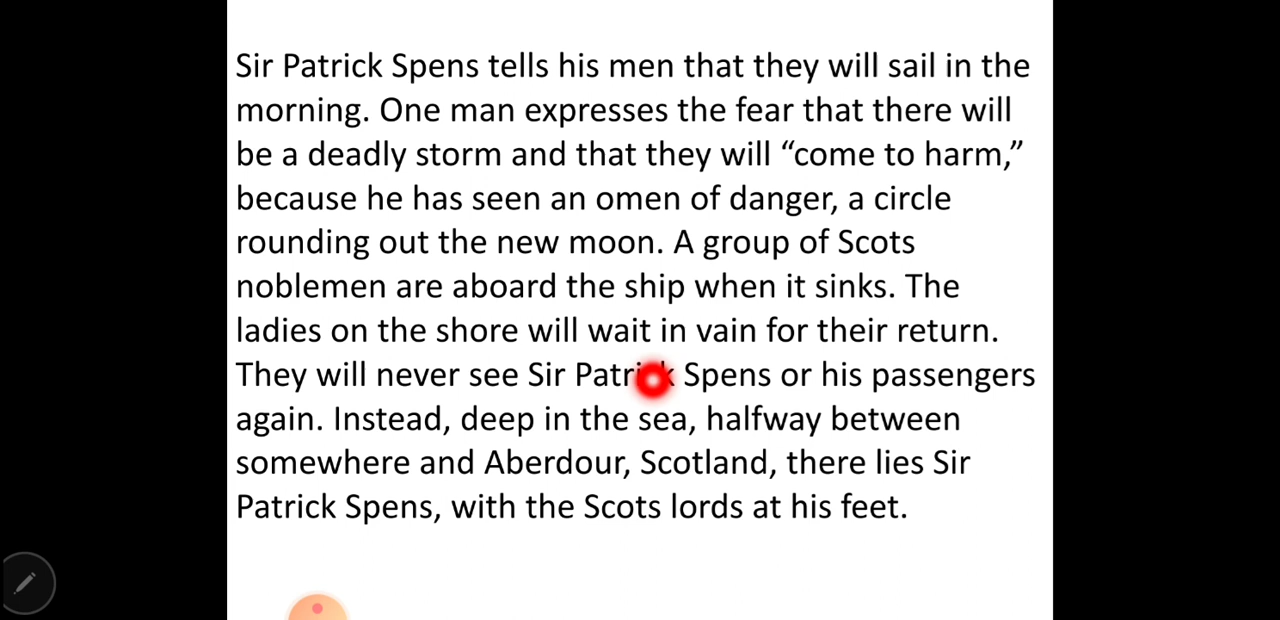 Sir Patrick Spens tells his men that they will sail in the
morning. One man expresses the fear that there will
be a deadly storm and that they will “come to harm,”
because he has seen an omen of danger, a circle
rounding out the new moon. A group of Scots
noblemen are aboard the ship when it sinks. The
ladies on the shore will wait in vain for their return.
They will never see Sir Patrick Spens or his passengers
again. Instead, deep in the sea, halfway between
somewhere and Aberdour, Scotland, there lies Sir
Patrick Spens, with the Scots lords at his feet.